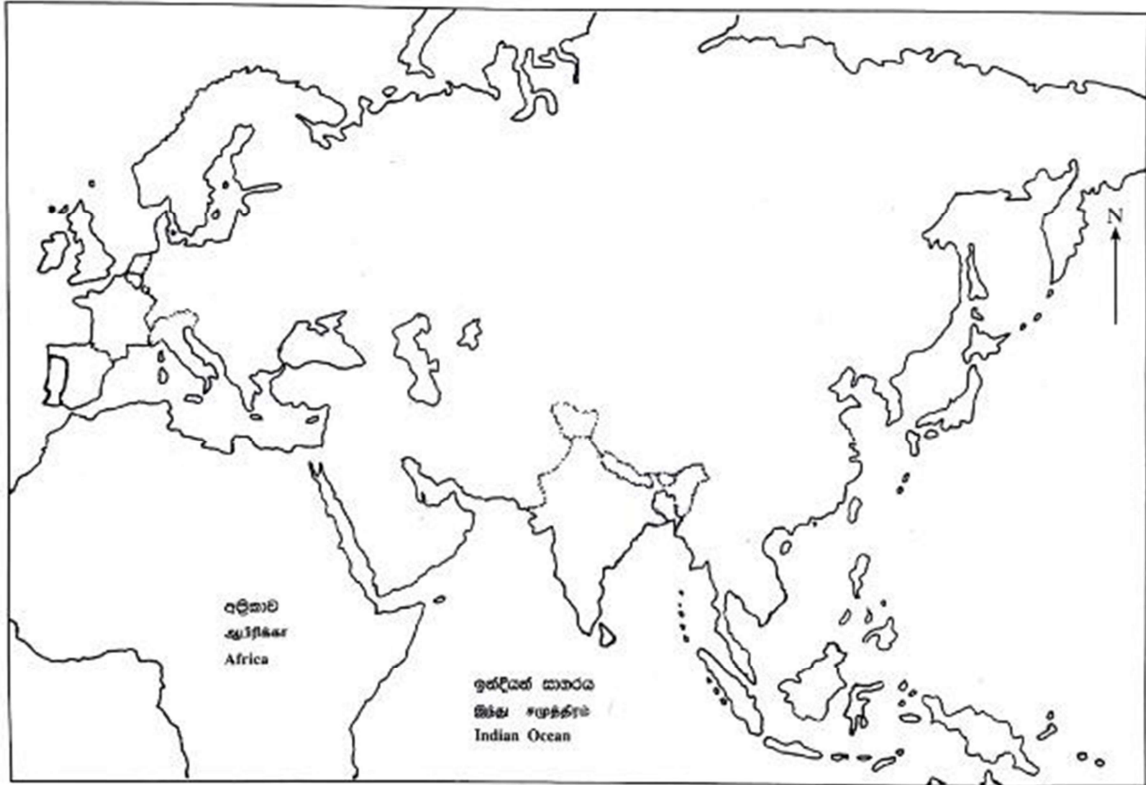 N
අප්‍රිකාව
ஆபிரிக்கா
Africa
ඉන්දියන් සාගරය
இந்து சமுத்திரம்
Indian Ocean